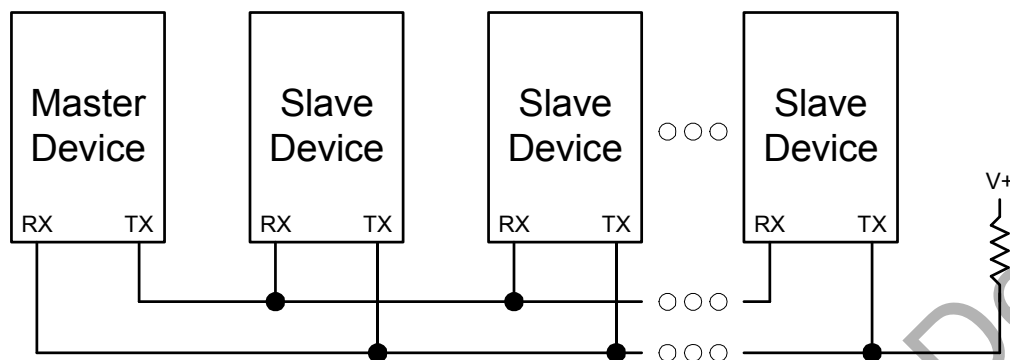 Master
Device
Slave
Device
Slave
Device
Slave
Device
RX TX RX TX RX TX RX TX
V+